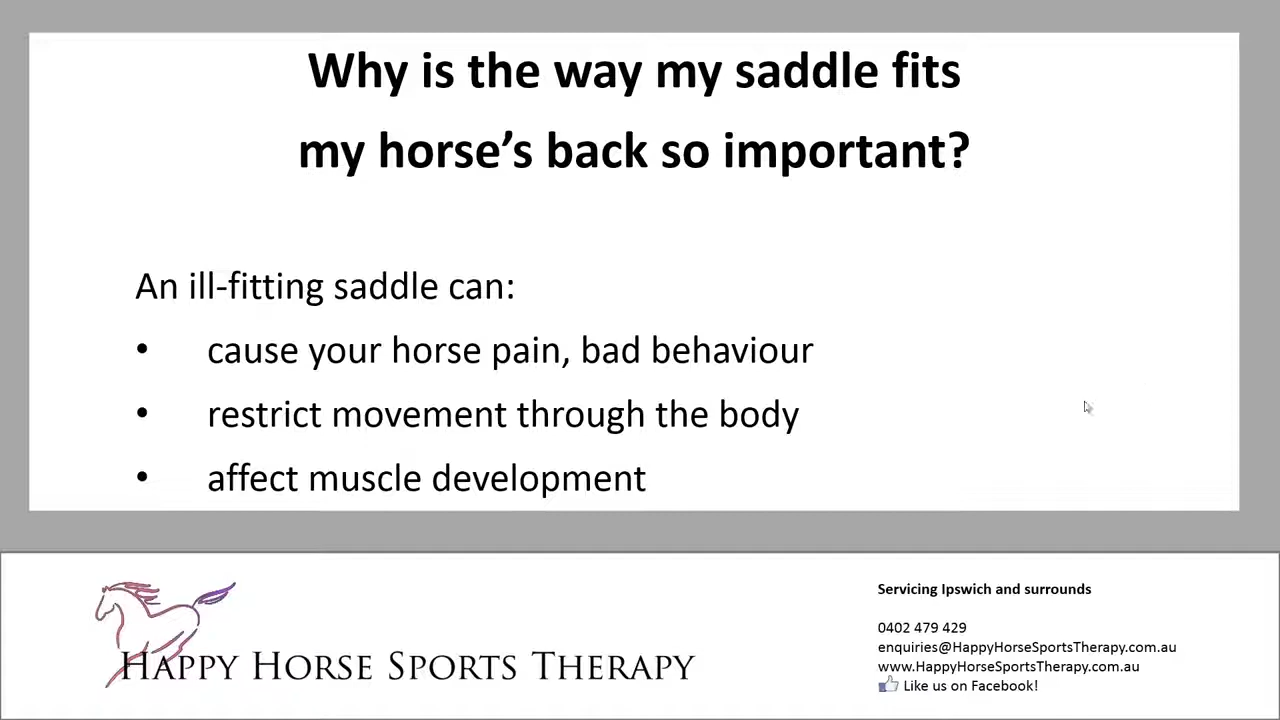 Why is the way my saddle fits
my horse’s back so important?
An ill-fitting saddle can:
• cause your horse pain, bad behaviour
• restrict movement through the body
• affect muscle development
HAPPY HORSE SPORTS THERAPY
Servicing Ipswich and surrounds
0402 479 429
enquiries@HappyHorseSportsTherapy.com.au
www.HappyHorseSportsTherapy.com.au
Like us on Facebook!